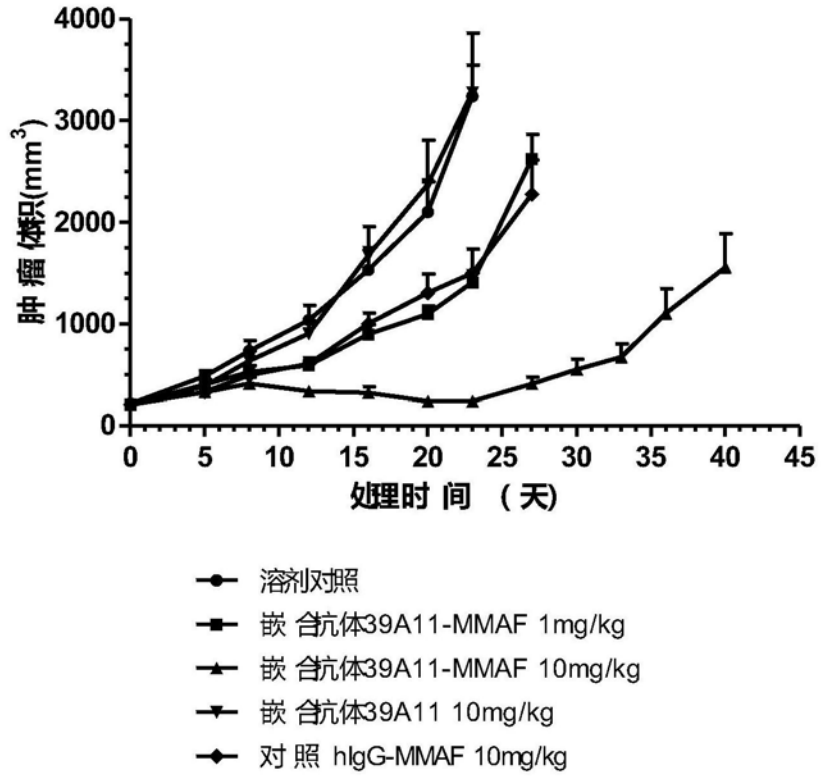 4000
3000
2000
1000
0
肿瘤体积(mm³)
0 5 10 15 20 25 30 35 40 45
处理时间 (天)
溶剂对照
嵌合抗体39A11-MMAF 1mg/kg
嵌合抗体39A11-MMAF 10mg/kg
嵌合抗体39A11 10mg/kg
对照 hIgG-MMAF 10mg/kg